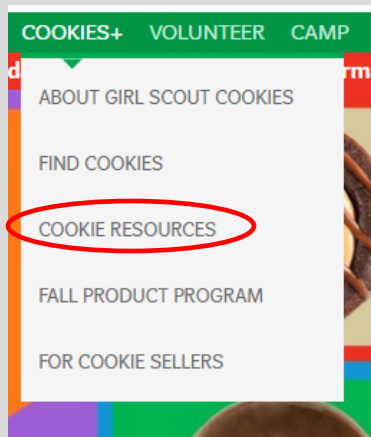 COOKIES+ VOLUNTEER CAMP
ABOUT GIRL SCOUT COOKIES
FIND COOKIES
COOKIE RESOURCES
FALL PRODUCT PROGRAM
FOR COOKIE SELLERS